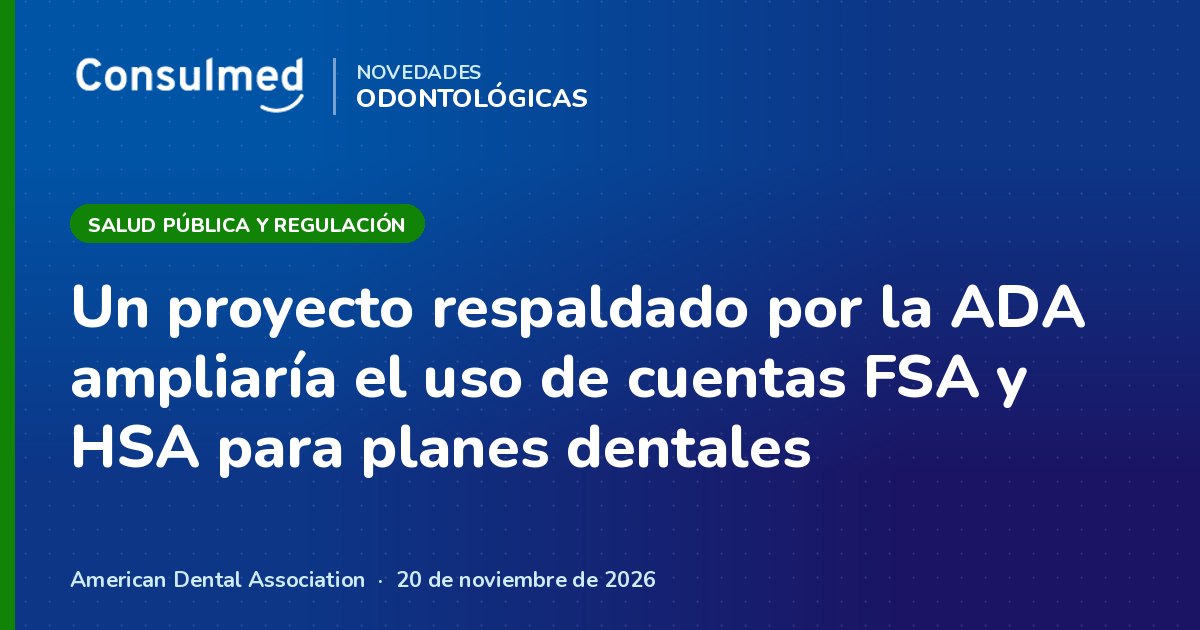 Consulmed
NOVEDADES
ODONTOLÓGICAS
SALUD PÚBLICA Y REGULACIÓN
Un proyecto respaldado por la ADA
ampliaría el uso de cuentas FSA y
HSA para planes dentales
American Dental Association · 20 de noviembre de 2026